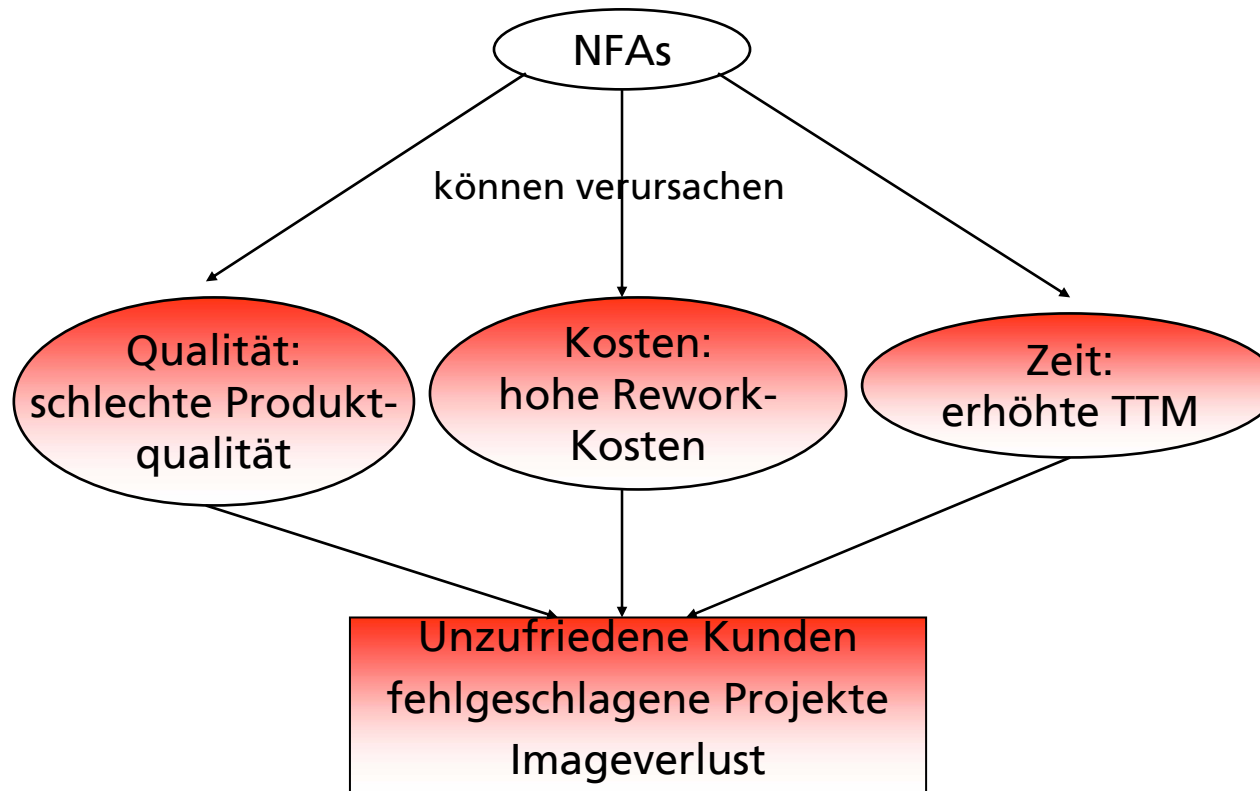 NFAs
können verursachen
Qualität:
schlechte Produkt-
qualität
Kosten:
hohe Rework-
Kosten
Zeit:
erhöhte TTM
Unzufriedene Kunden
fehlgeschlagene Projekte
Imageverlust